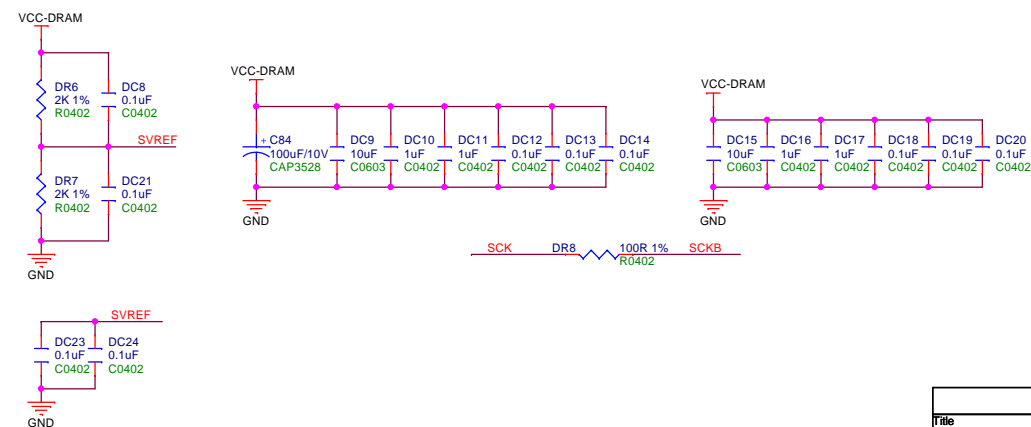 VCC-DRAM
DR6
2K 1%
R0402
DC8
0.1uF
C0402
SVREF
DR7
2K 1%
R0402
DC21
0.1uF
C0402
GND
VCC-DRAM
+ C84
100uF/10V
CAP3528
DC9
10uF
C0603
DC10
1uF
C0402
DC11
1uF
C0402
DC12
0.1uF
C0402
DC13
0.1uF
C0402
DC14
0.1uF
C0402
GND
VCC-DRAM
DC15
10uF
C0603
DC16
1uF
C0402
DC17
1uF
C0402
DC18
0.1uF
C0402
DC19
0.1uF
C0402
DC20
0.1uF
C0402
GND
SCK
DR8
100R 1%
R0402
SCKB
SVREF
DC23
0.1uF
C0402
DC24
0.1uF
C0402
GND
Title